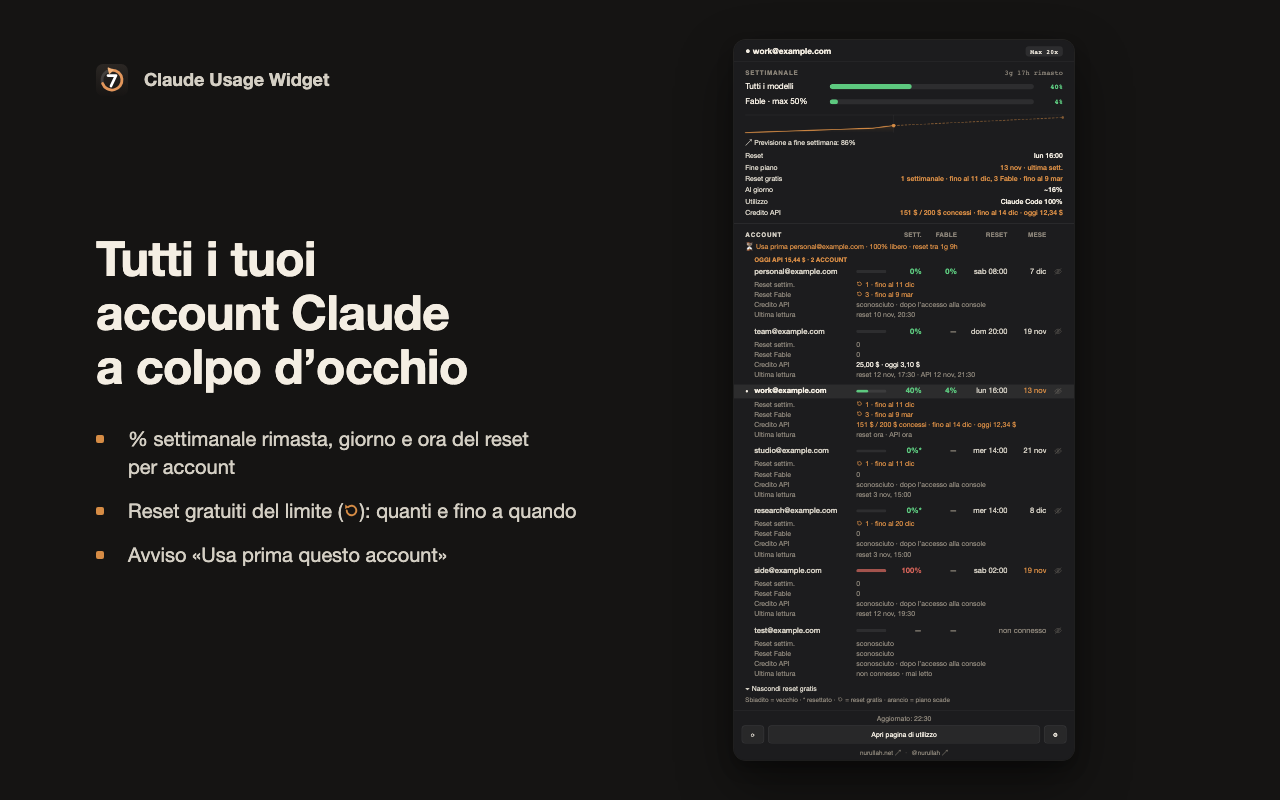 7
Claude Usage Widget
Tutti i tuoi
account Claude
a colpo d’occhio
% settimanale rimasta, giorno e ora del reset
per account
Reset gratuiti del limite (↺): quanti e fino a quando
Avviso «Usa prima questo account»
work@example.com Max 20x
SETTIMANALE 3g 17h rimasto
Tutti i modelli 40%
Fable · max 50% 4%
↗ Previsione a fine settimana: 86%
Reset lun 16:00
Fine piano 13 nov · ultima sett.
Reset gratis 1 settimanale · fino al 11 dic, 3 Fable · fino al 9 mar
Al giorno ~16%
Utilizzo Claude Code 100%
Credito API 151 $ / 200 $ concessi · fino al 14 dic · oggi 12,34 $
ACCOUNT SETT. FABLE RESET MESE
⏳ Usa prima personal@example.com · 100% libero · reset tra 1g 9h
OGGI API 15,44 $ · 2 ACCOUNT
personal@example.com 0% 0% sab 08:00 7 dic
Reset settim. ↺ 1 · fino al 11 dic
Reset Fable ↺ 3 · fino al 9 mar
Credito API sconosciuto · dopo l’accesso alla console
Ultima lettura reset 10 nov, 20:30
team@example.com 0% — dom 20:00 19 nov
Reset settim. 0
Reset Fable 0
Credito API 25,00 $ · oggi 3,10 $
Ultima lettura reset 12 nov, 17:30 · API 12 nov, 21:30
work@example.com 40% 4% lun 16:00 13 nov
Reset settim. ↺ 1 · fino al 11 dic
Reset Fable ↺ 3 · fino al 9 mar
Credito API 151 $ / 200 $ concessi · fino al 14 dic · oggi 12,34 $
Ultima lettura reset ora · API ora
studio@example.com 0%* — mer 14:00 21 nov
Reset settim. ↺ 1 · fino al 11 dic
Reset Fable 0
Credito API sconosciuto · dopo l’accesso alla console
Ultima lettura reset 3 nov, 15:00
research@example.com 0%* — mer 14:00 8 dic
Reset settim. ↺ 1 · fino al 20 dic
Reset Fable 0
Credito API sconosciuto · dopo l’accesso alla console
Ultima lettura reset 3 nov, 15:00
side@example.com 100% — sab 02:00 19 nov
Reset settim. 0
Reset Fable 0
Credito API sconosciuto · dopo l’accesso alla console
Ultima lettura reset 12 nov, 19:30
test@example.com — — non connesso
Reset settim. sconosciuto
Reset Fable sconosciuto
Credito API sconosciuto · dopo l’accesso alla console
Ultima lettura non connesso · mai letto
Nascondi reset gratis
Sbiadito = vecchio · * resettato · ↺ = reset gratis · arancio = piano scade
Aggiornato: 22:30
Apri pagina di utilizzo
nurullah.net ↗ · @nurullah ↗